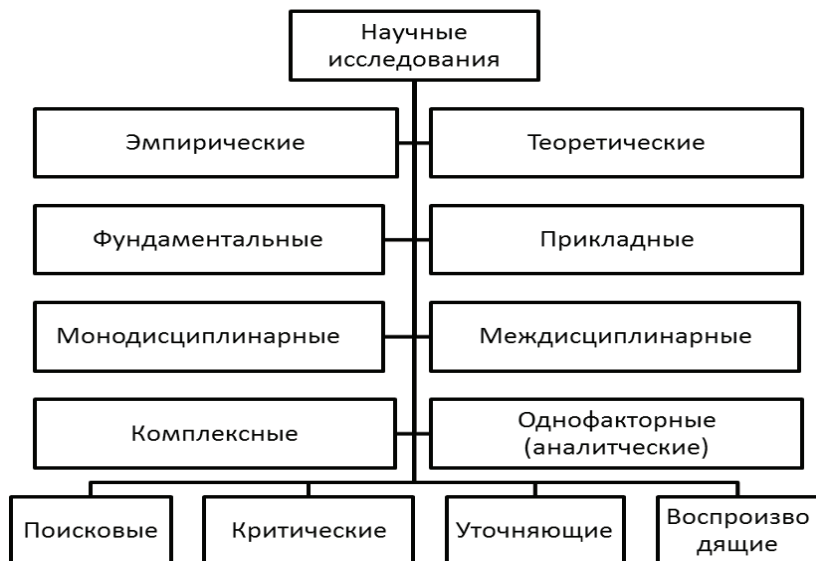 Научные
исследования
Эмпирические
Теоретические
Фундаментальные
Прикладные
Монодисциплинарные
Междисциплинарные
Комплексные
Однофакторные
(аналитческие)
Поисковые
Критические
Уточняющие
Воспроизво
дящие